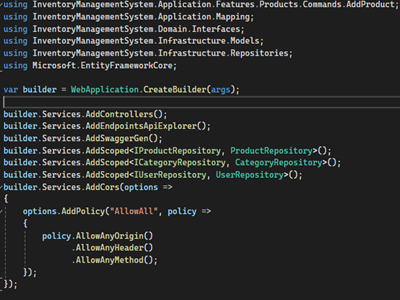 using InventoryManagementSystem.Application.Features.Products.Commands.AddProduct;
using InventoryManagementSystem.Application.Mapping;
using InventoryManagementSystem.Domain.Interfaces;
using InventoryManagementSystem.Infrastructure.Models;
using InventoryManagementSystem.Infrastructure.Repositories;
using Microsoft.EntityFrameworkCore;

var builder = WebApplication.CreateBuilder(args);

builder.Services.AddControllers();
builder.Services.AddEndpointsApiExplorer();
builder.Services.AddSwaggerGen();
builder.Services.AddScoped<IProductRepository, ProductRepository>();
builder.Services.AddScoped<ICategoryRepository, CategoryRepository>();
builder.Services.AddScoped<IUserRepository, UserRepository>();
builder.Services.AddCors(options =>
{
    options.AddPolicy("AllowAll", policy =>
    {
        policy.AllowAnyOrigin()
              .AllowAnyHeader()
              .AllowAnyMethod();
    });
});